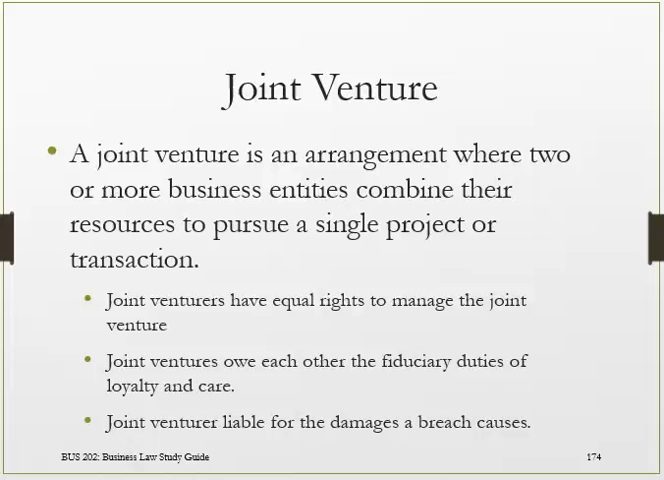 Joint Venture
• A joint venture is an arrangement where two
or more business entities combine their
resources to pursue a single project or
transaction.
• Joint venturers have equal rights to manage the joint
venture
• Joint ventures owe each other the fiduciary duties of
loyalty and care.
• Joint venturer liable for the damages a breach causes.
BUS 202: Business Law Study Guide
174